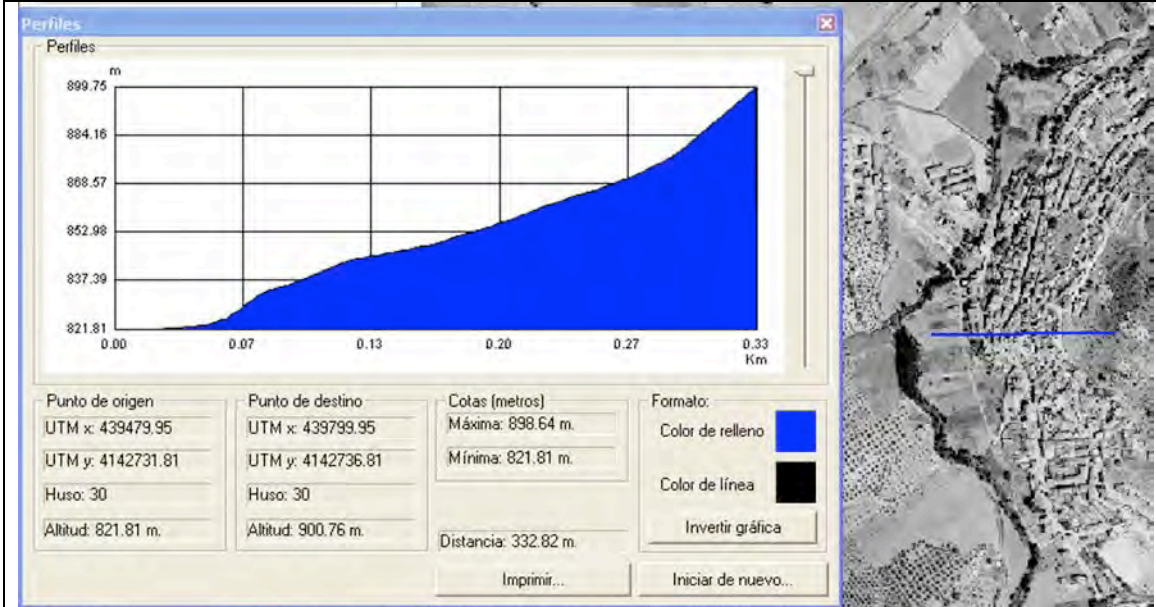 Perfiles
Perfiles
m
899.75
884.16
868.57
852.98
837.39
821.81
0.00 0.07 0.13 0.20 0.27 0.33
Km
Punto de origen
UTM x: 439479.95
UTM y: 4142731.81
Huso: 30
Altitud: 821.81 m.
Punto de destino
UTM x: 439799.95
UTM y: 4142736.81
Huso: 30
Altitud: 900.76 m.
Cotas (metros)
Máxima: 898.64 m.
Mínima: 821.81 m.
Distancia: 332.82 m.
Formato:
Color de relleno
Color de línea
Invertir gráfica
Imprimir...
Iniciar de nuevo...